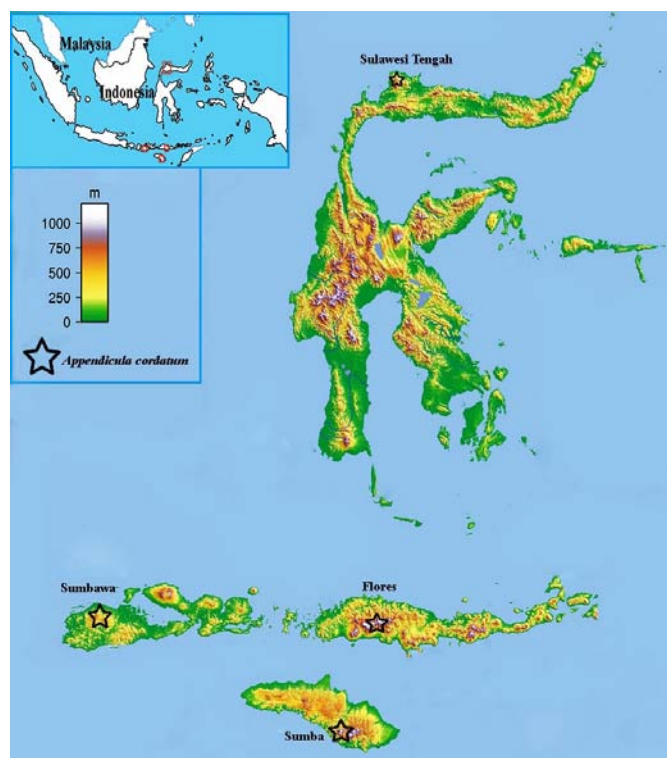 Malaysia
Indonesia
Sulawesi Tengah
m
1000
750
500
250
0
Appendicula cordatum
Sumbawa
Flores
Sumba